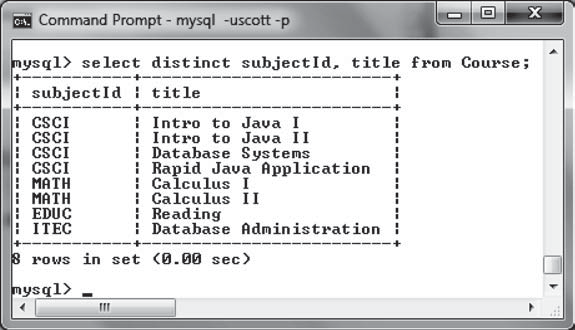 Command Prompt - mysql -uscott -p
mysql> select distinct subjectId, title from Course;
+-----------+-------------------------+
| subjectId | title                   |
+-----------+-------------------------+
| CSCI      | Intro to Java I         |
| CSCI      | Intro to Java II        |
| CSCI      | Database Systems        |
| CSCI      | Rapid Java Application  |
| MATH      | Calculus I              |
| MATH      | Calculus II             |
| EDUC      | Reading                 |
| ITEC      | Database Administration |
+-----------+-------------------------+
8 rows in set (0.00 sec)
mysql> _